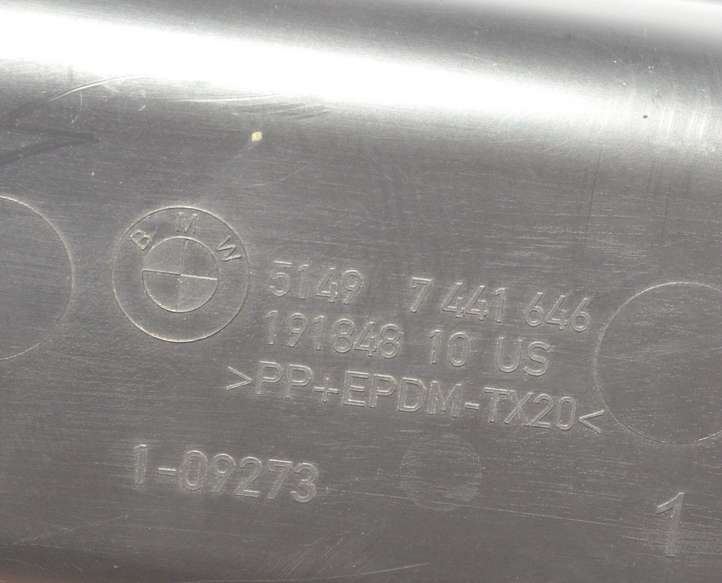 BMW
5149 7 441 646
191848 10 US
>PP+EPDM-TX20<
1-09273
1